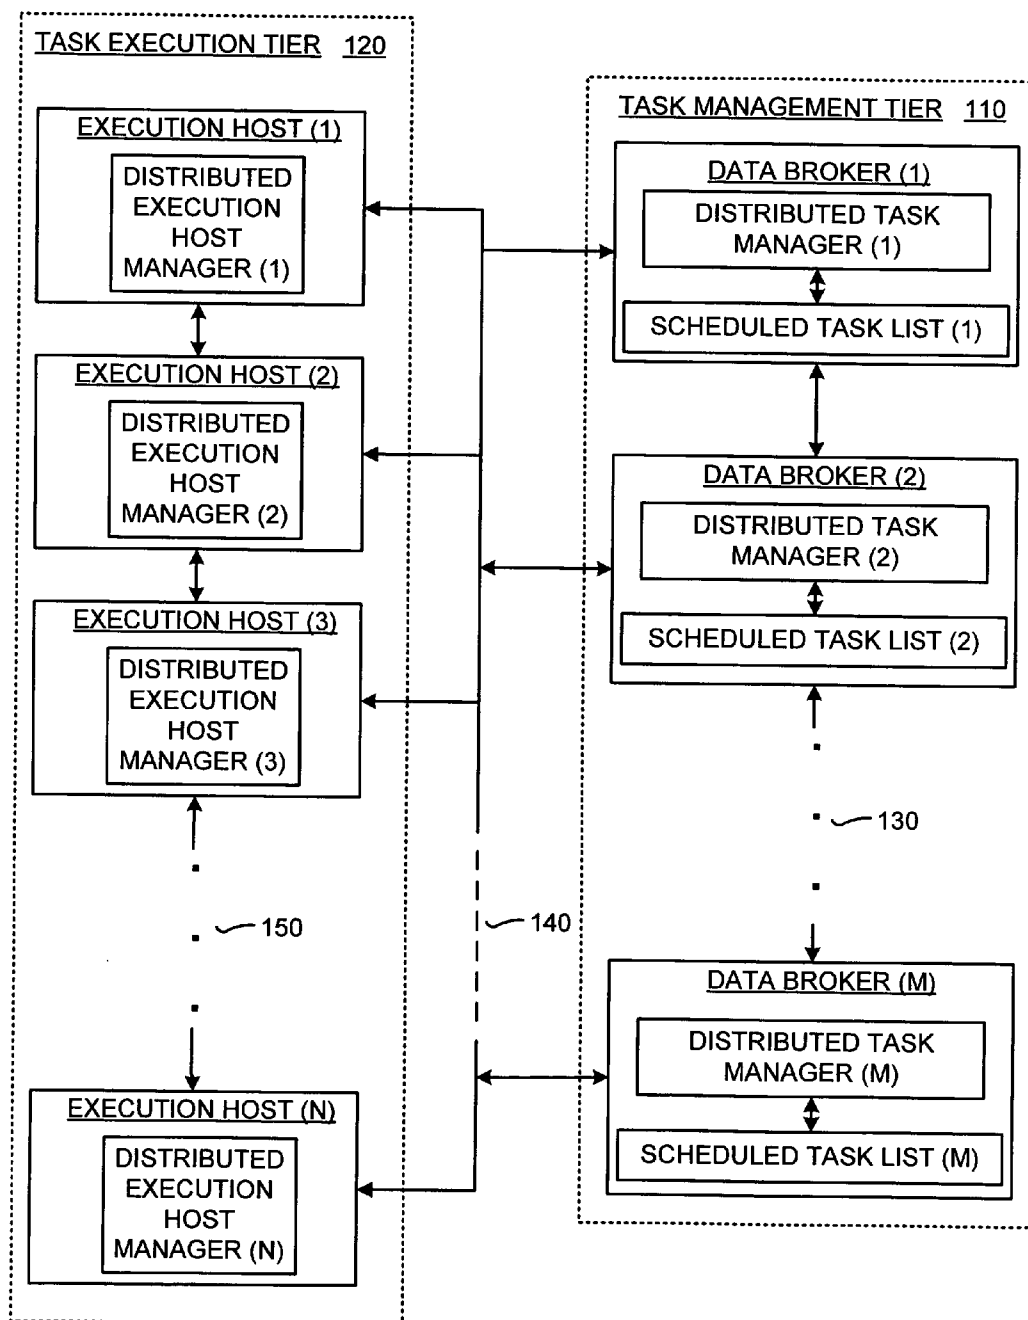 TASK EXECUTION TIER 120
EXECUTION HOST (1)
DISTRIBUTED
EXECUTION
HOST
MANAGER (1)
EXECUTION HOST (2)
DISTRIBUTED
EXECUTION
HOST
MANAGER (2)
EXECUTION HOST (3)
DISTRIBUTED
EXECUTION
HOST
MANAGER (3)
150
EXECUTION HOST (N)
DISTRIBUTED
EXECUTION
HOST
MANAGER (N)
140
TASK MANAGEMENT TIER 110
DATA BROKER (1)
DISTRIBUTED TASK
MANAGER (1)
SCHEDULED TASK LIST (1)
DATA BROKER (2)
DISTRIBUTED TASK
MANAGER (2)
SCHEDULED TASK LIST (2)
130
DATA BROKER (M)
DISTRIBUTED TASK
MANAGER (M)
SCHEDULED TASK LIST (M)